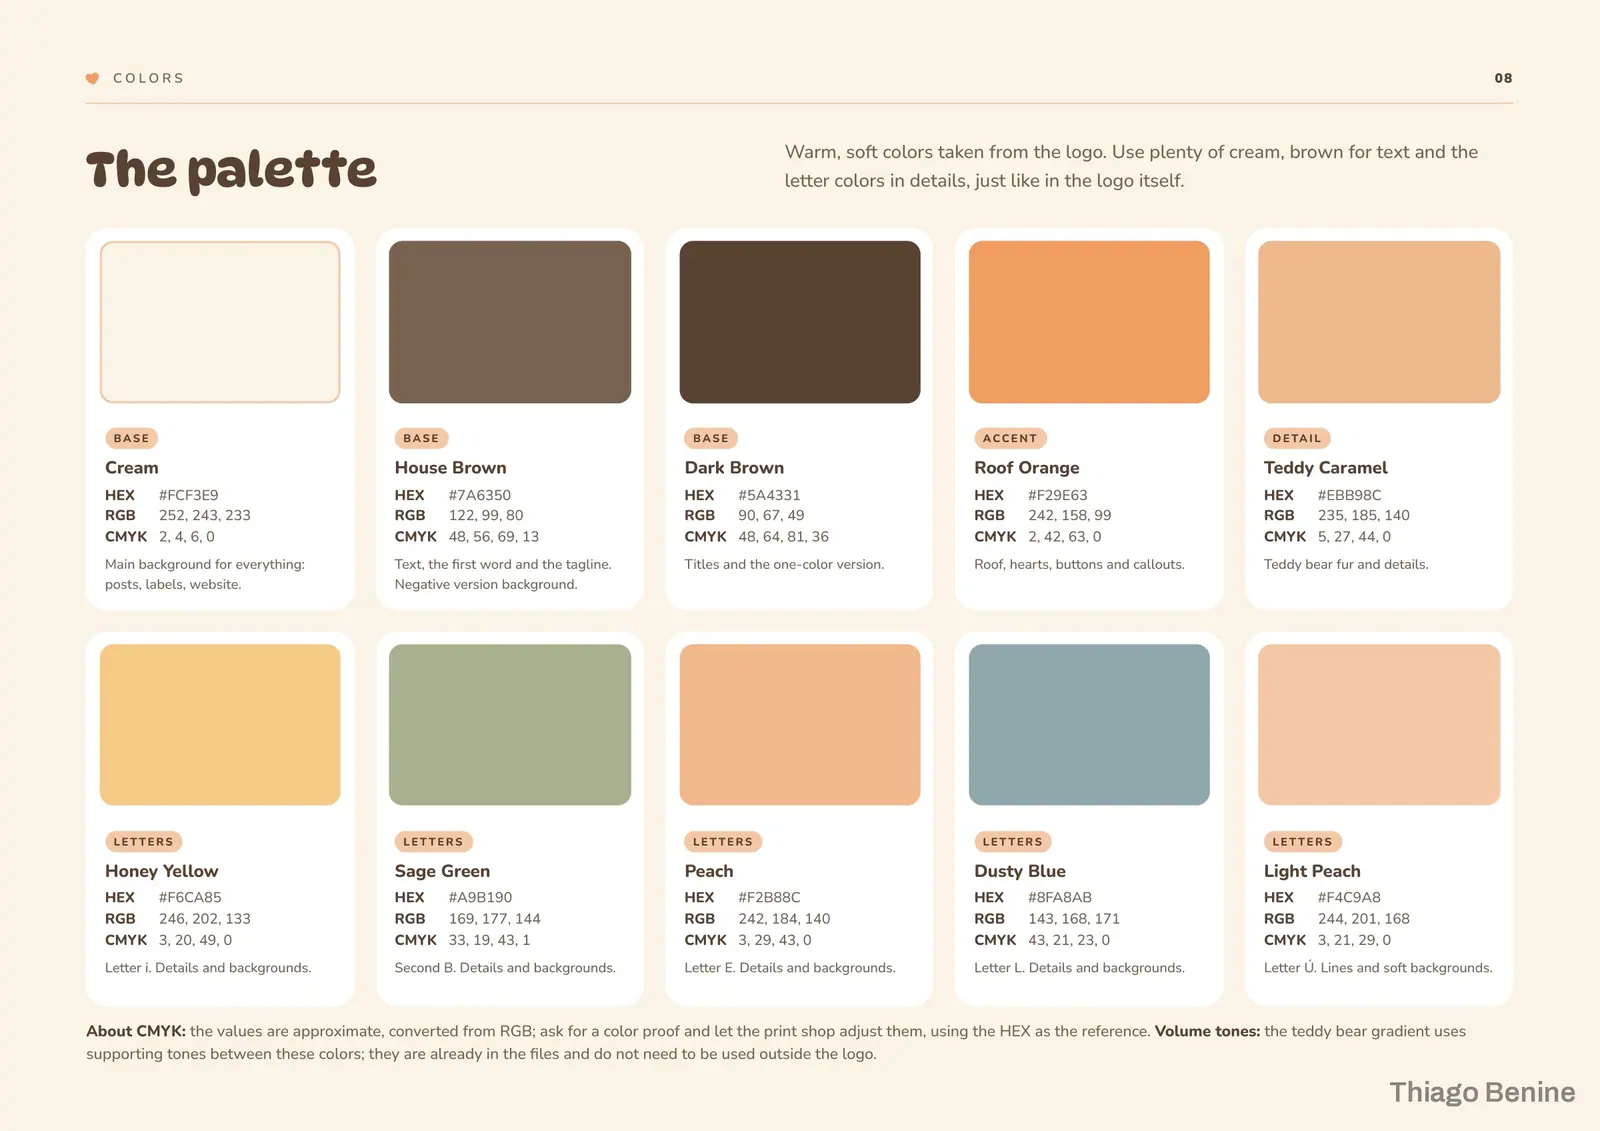 COLORS
08
The palette
Warm, soft colors taken from the logo. Use plenty of cream, brown for text and the
letter colors in details, just like in the logo itself.
BASE
Cream
HEX #FCF3E9
RGB 252, 243, 233
CMYK 2, 4, 6, 0
Main background for everything:
posts, labels, website.
BASE
House Brown
HEX #7A6350
RGB 122, 99, 80
CMYK 48, 56, 69, 13
Text, the first word and the tagline.
Negative version background.
BASE
Dark Brown
HEX #5A4331
RGB 90, 67, 49
CMYK 48, 64, 81, 36
Titles and the one-color version.
ACCENT
Roof Orange
HEX #F29E63
RGB 242, 158, 99
CMYK 2, 42, 63, 0
Roof, hearts, buttons and callouts.
DETAIL
Teddy Caramel
HEX #EBB98C
RGB 235, 185, 140
CMYK 5, 27, 44, 0
Teddy bear fur and details.
LETTERS
Honey Yellow
HEX #F6CA85
RGB 246, 202, 133
CMYK 3, 20, 49, 0
Letter i. Details and backgrounds.
LETTERS
Sage Green
HEX #A9B190
RGB 169, 177, 144
CMYK 33, 19, 43, 1
Second B. Details and backgrounds.
LETTERS
Peach
HEX #F2B88C
RGB 242, 184, 140
CMYK 3, 29, 43, 0
Letter E. Details and backgrounds.
LETTERS
Dusty Blue
HEX #8FA8AB
RGB 143, 168, 171
CMYK 43, 21, 23, 0
Letter L. Details and backgrounds.
LETTERS
Light Peach
HEX #F4C9A8
RGB 244, 201, 168
CMYK 3, 21, 29, 0
Letter Ú. Lines and soft backgrounds.
About CMYK: the values are approximate, converted from RGB; ask for a color proof and let the print shop adjust them, using the HEX as the reference. Volume tones: the teddy bear gradient uses
supporting tones between these colors; they are already in the files and do not need to be used outside the logo.
Thiago Benine